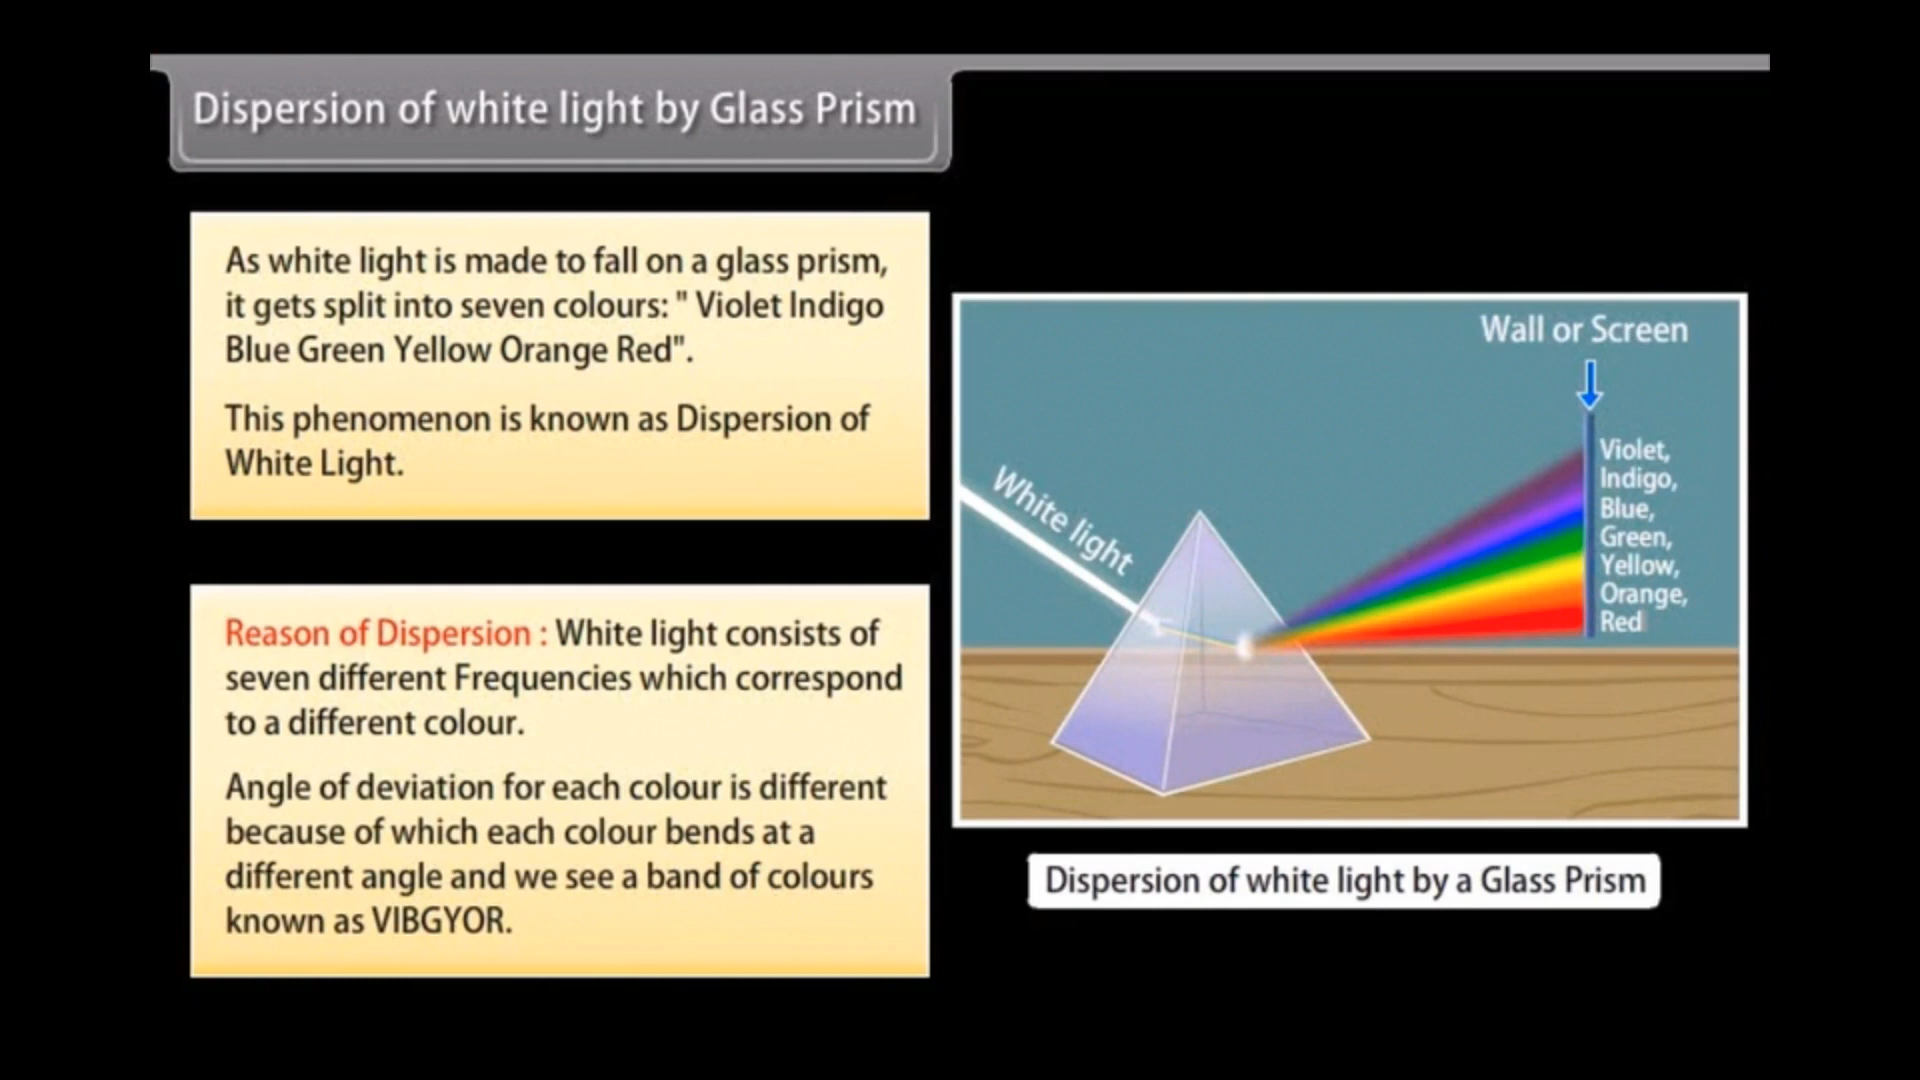 Dispersion of white light by Glass Prism
As white light is made to fall on a glass prism,
it gets split into seven colours: " Violet Indigo
Blue Green Yellow Orange Red".
This phenomenon is known as Dispersion of
White Light.
Reason of Dispersion : White light consists of
seven different Frequencies which correspond
to a different colour.
Angle of deviation for each colour is different
because of which each colour bends at a
different angle and we see a band of colours
known as VIBGYOR.
Wall or Screen
White light
Violet,
Indigo,
Blue,
Green,
Yellow,
Orange,
Red
Dispersion of white light by a Glass Prism